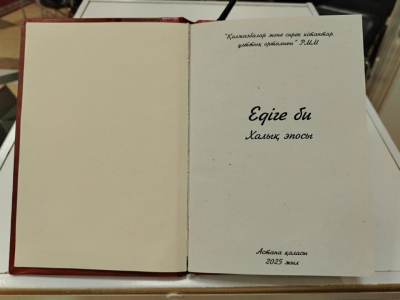 "Қолжазбалар және сирек кітаптар
ұлттық орталығы" РММ
Едіге би
Халық эпосы
Астана қаласы
2025 жыл